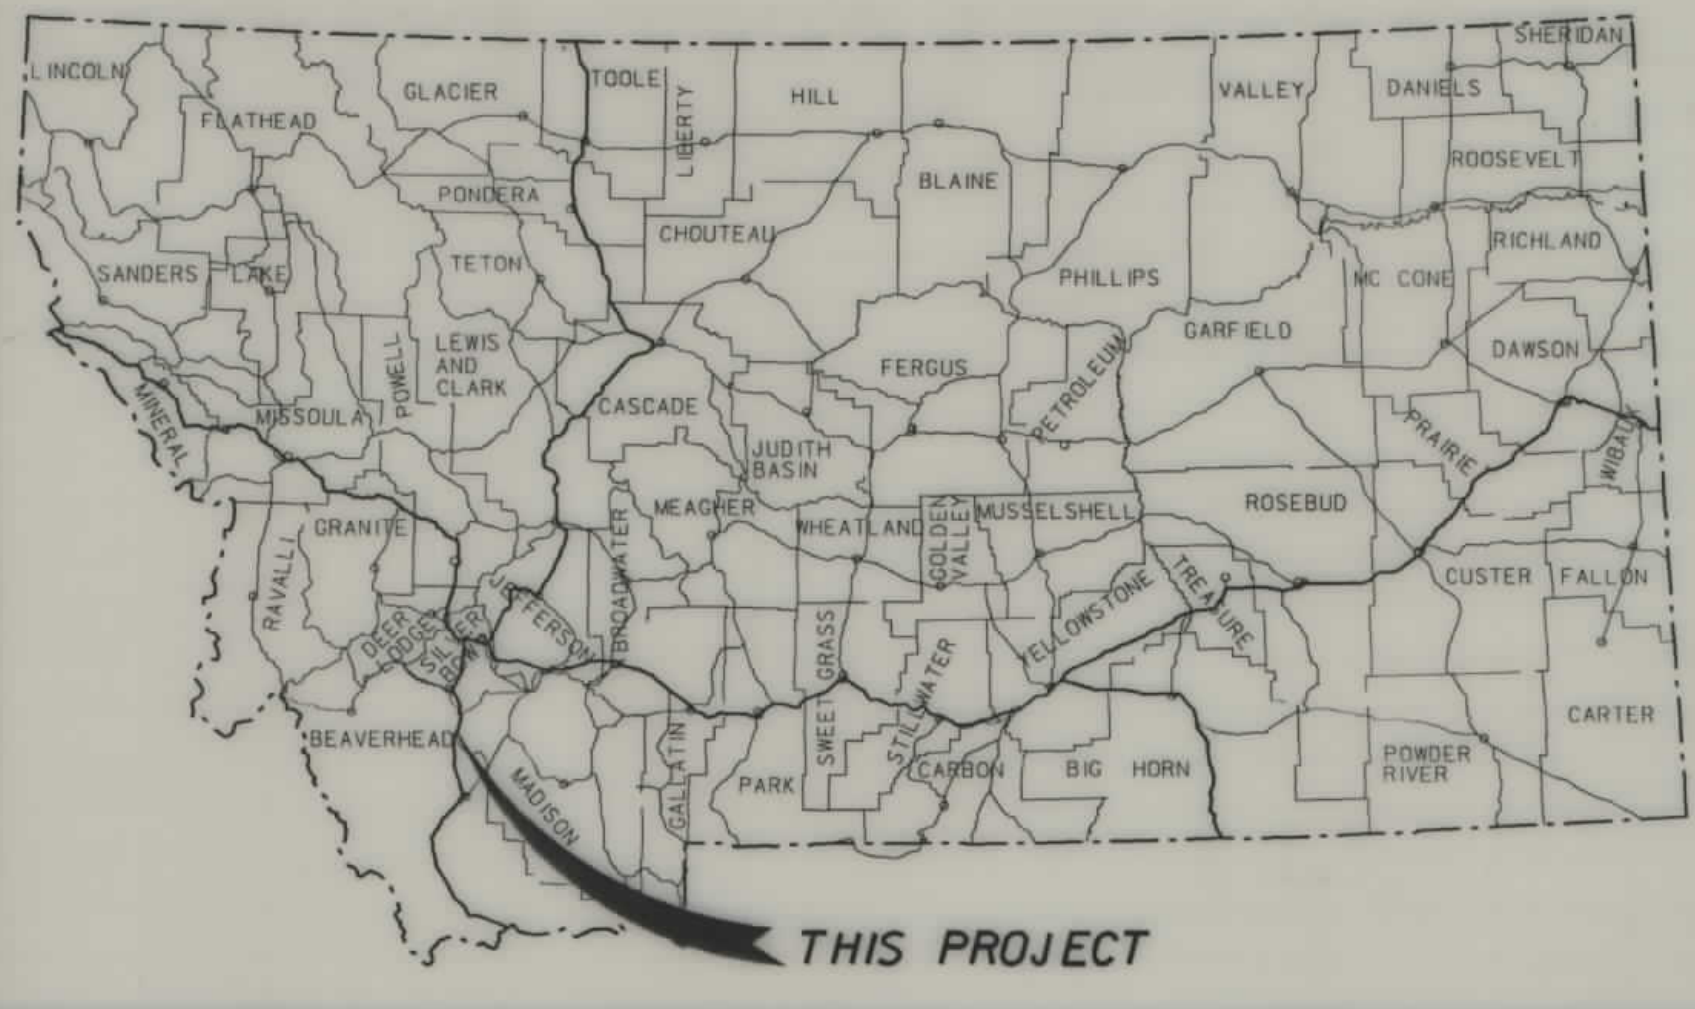 SHERIDAN
LINCOLN
TOOLE
GLACIER
HILL
VALLEY
DANIELS
FLATHEAD
LIBERTY
ROOSEVELT
PONDERA
BLAINE
CHOUTEAU
RICHLAND
SANDERS
LAKE
TETON
PHILLIPS
MC CONE
GARFIELD
LEWIS
AND
CLARK
POWELL
FERGUS
PETROLEUM
DAWSON
MINERAL
MISSOULA
CASCADE
JUDITH
BASIN
PRAIRIE
WIBAUX
MEAGHER
ROSEBUD
GRANITE
WHEATLAND
GOLDEN
VALLEY
MUSSELSHELL
RAVALLI
JEFFERSON
BROADWATER
TREASURE
CUSTER
FALLON
DEER
LODGE
SILVER
BOW
YELLOWSTONE
SWEET GRASS
STILLWATER
CARTER
BEAVERHEAD
MADISON
GALLATIN
PARK
CARBON
BIG HORN
POWDER
RIVER
THIS PROJECT